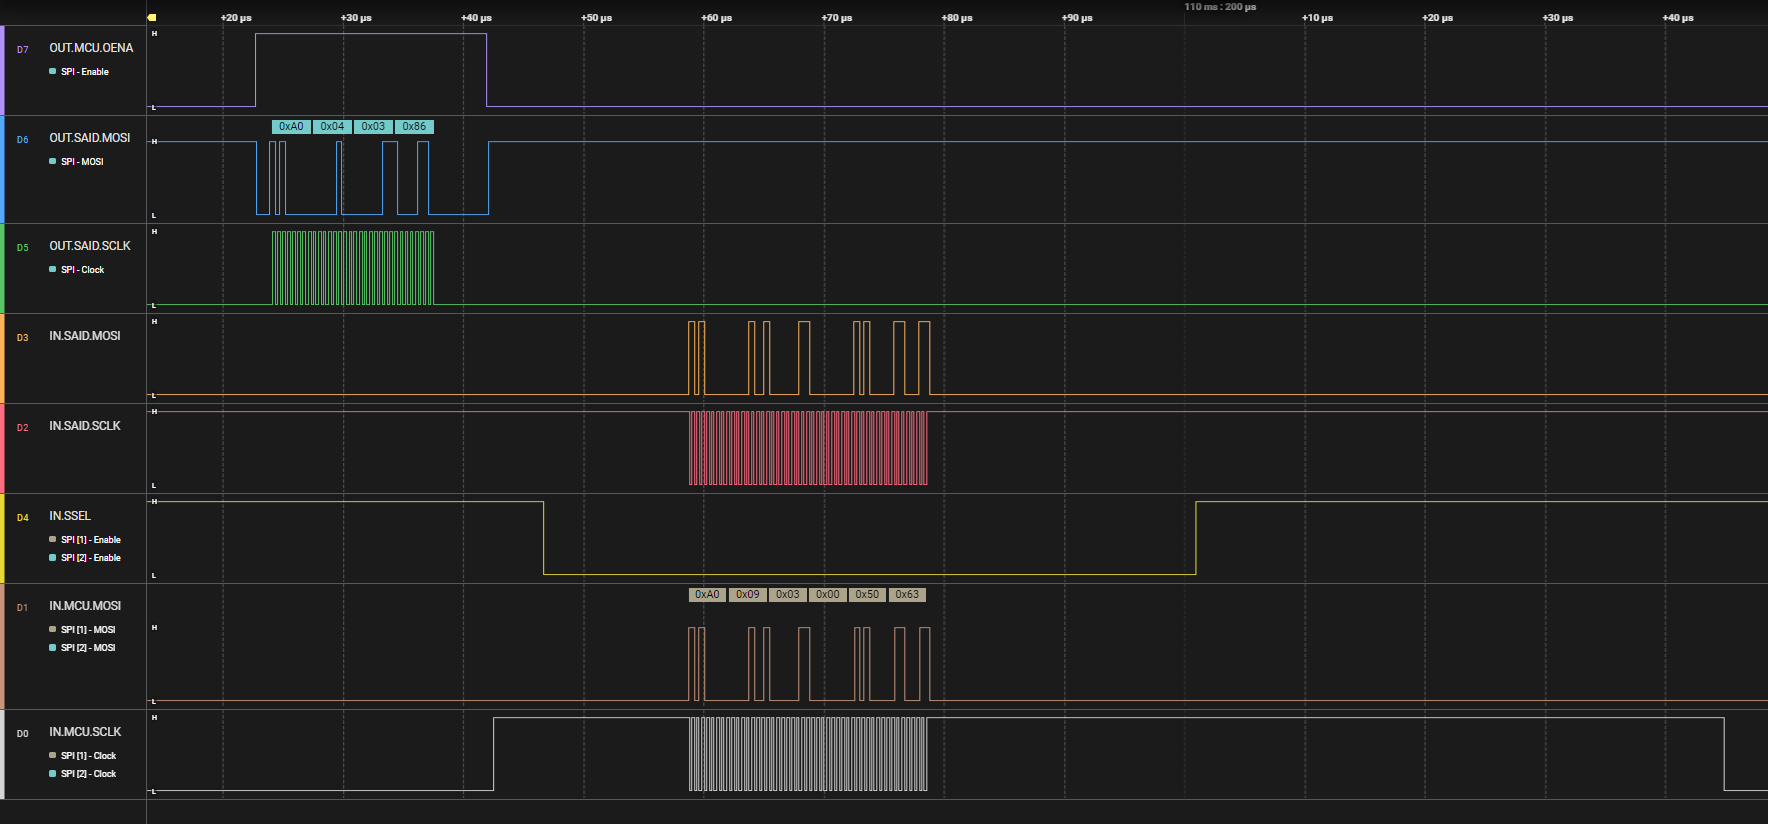 110 ms : 200 µs
+20 µs +30 µs +40 µs +50 µs +60 µs +70 µs +80 µs +90 µs +10 µs +20 µs +30 µs +40 µs
D7 OUT.MCU.OENA H
SPI - Enable
L
0xA0 0x04 0x03 0x86
D6 OUT.SAID.MOSI H
SPI - MOSI
L
H
D5 OUT.SAID.SCLK
SPI - Clock
L
H
D3 IN.SAID.MOSI
L
H
D2 IN.SAID.SCLK
L
H
D4 IN.SSEL
SPI [1] - Enable
SPI [2] - Enable
L
0xA0 0x09 0x03 0x00 0x50 0x63
D1 IN.MCU.MOSI
SPI [1] - MOSI H
SPI [2] - MOSI
L
H
D0 IN.MCU.SCLK
SPI [1] - Clock
SPI [2] - Clock
L